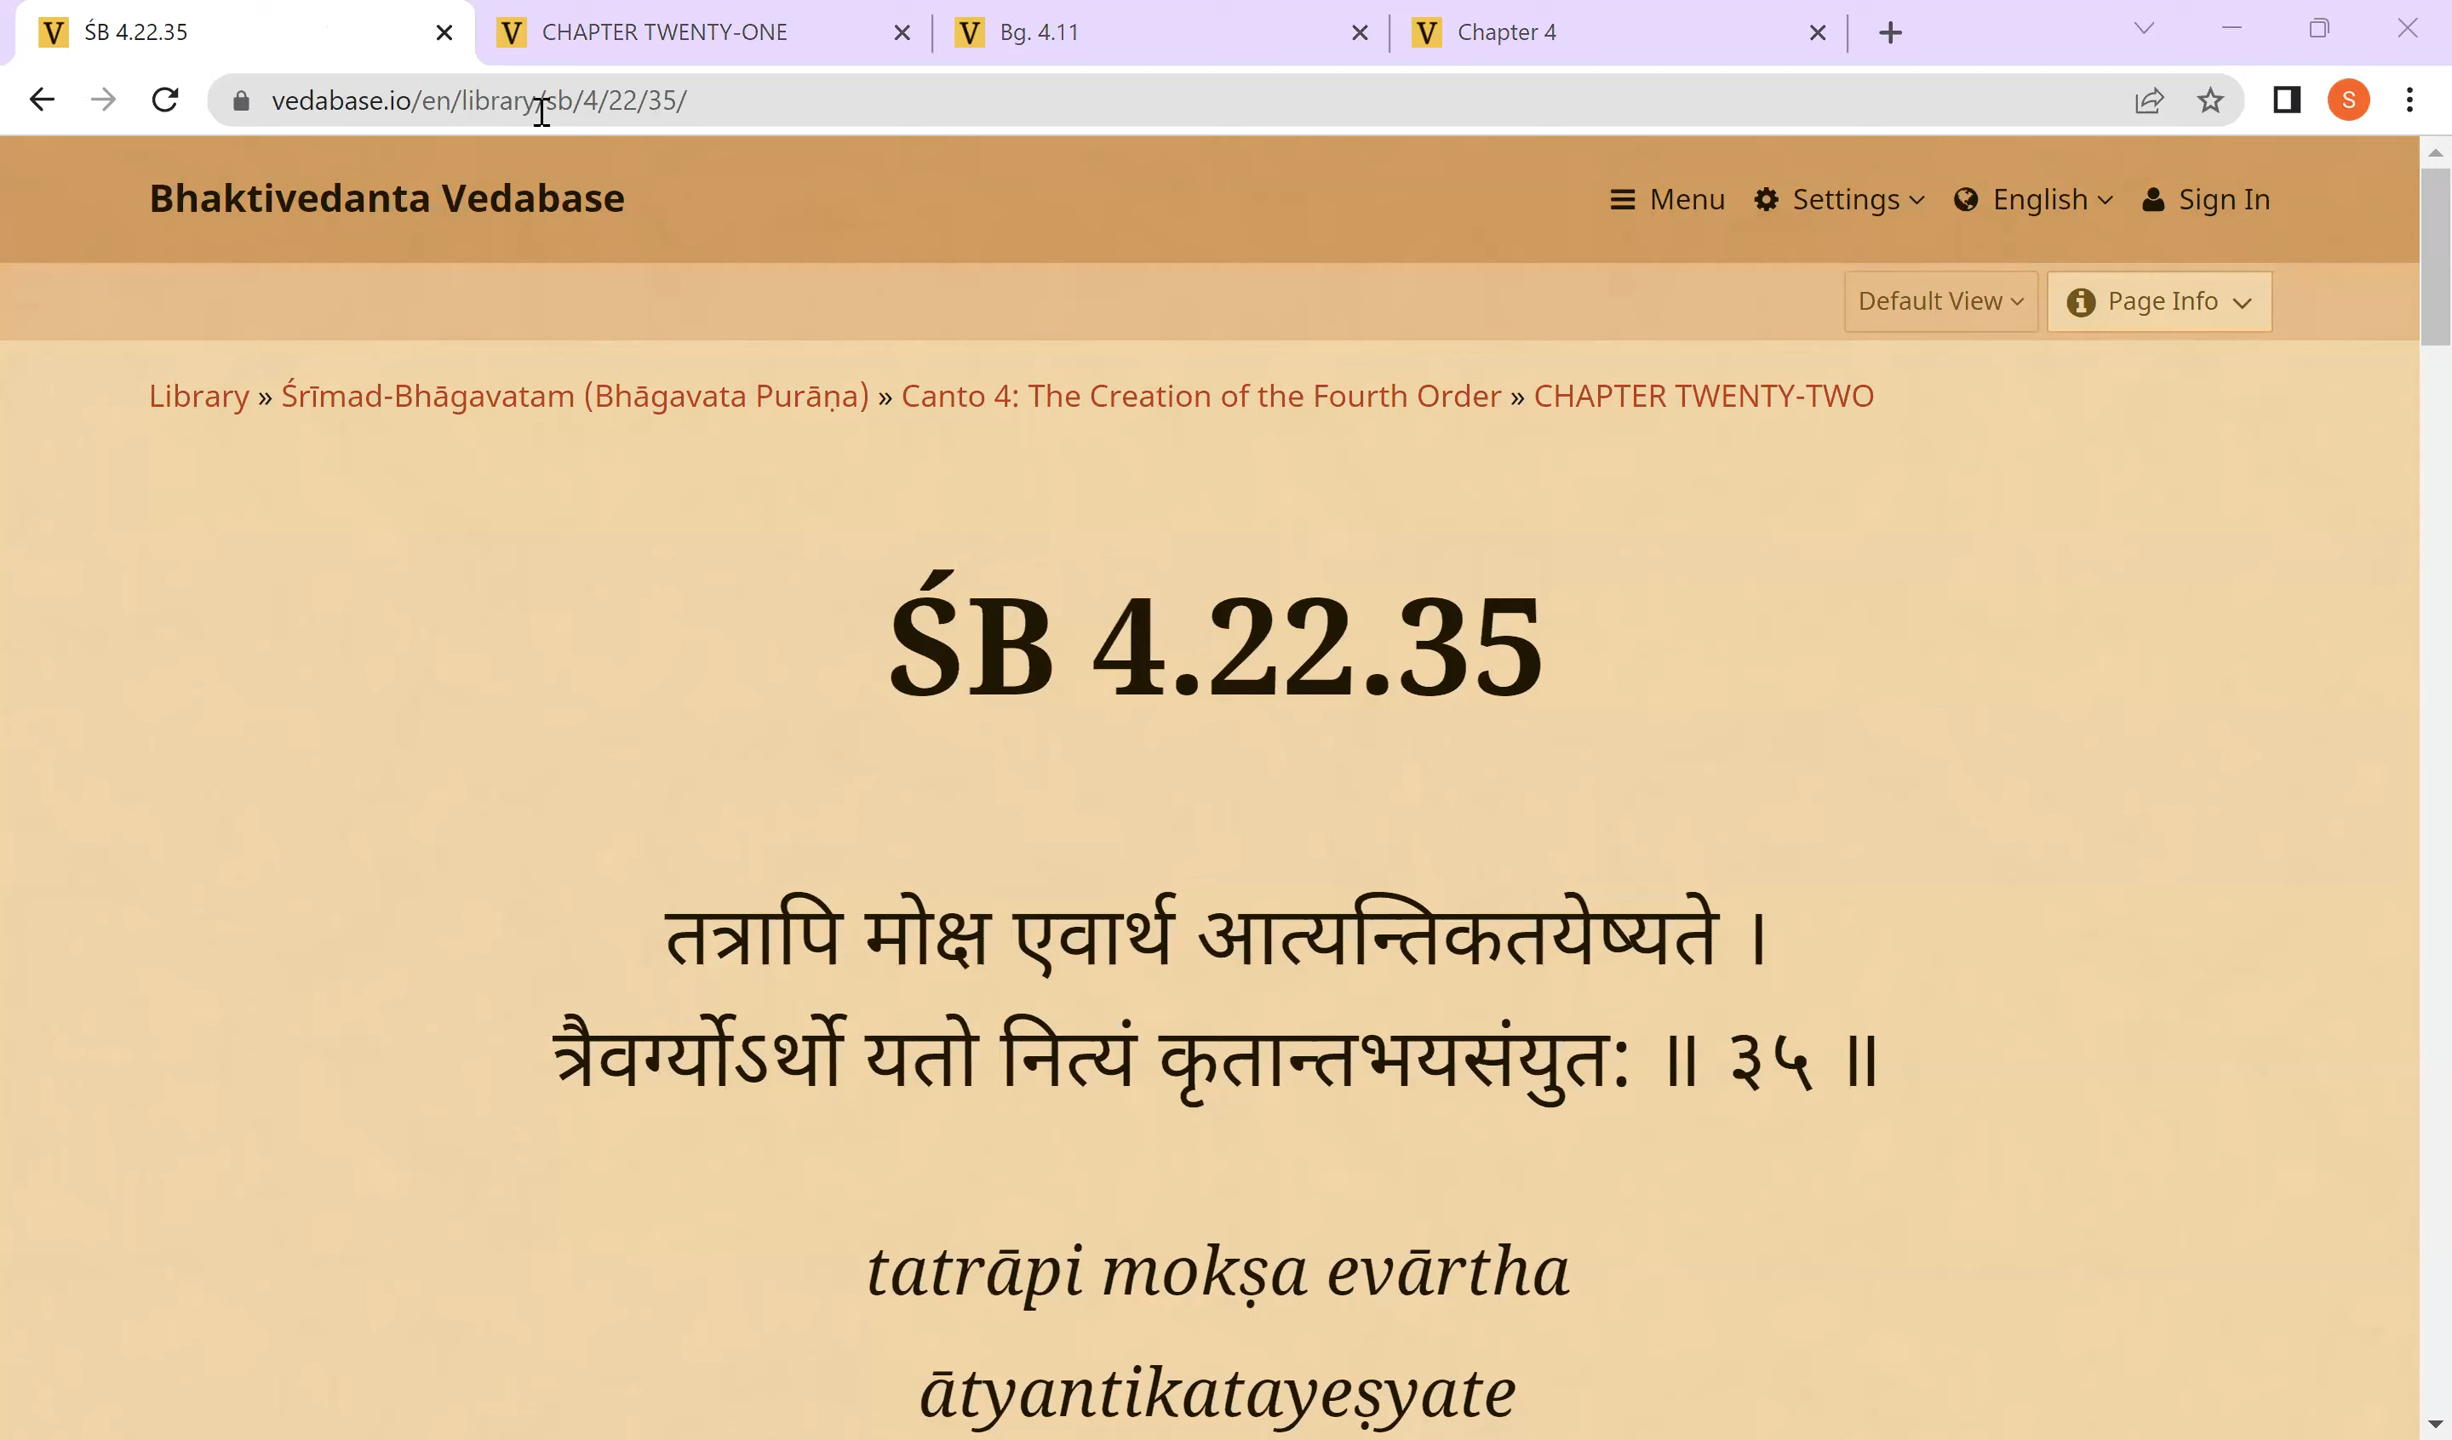 ŚB 4.22.35
CHAPTER TWENTY-ONE
Bg. 4.11
Chapter 4
vedabase.io/en/library/sb/4/22/35/
S
Bhaktivedanta Vedabase
Menu Settings English Sign In
Default View Page Info
Library » Śrīmad-Bhāgavatam (Bhāgavata Purāṇa) » Canto 4: The Creation of the Fourth Order » CHAPTER TWENTY-TWO
ŚB 4.22.35
तत्रापि मोक्ष एवार्थ आत्यन्तिकतयेष्यते ।
त्रैवर्ग्योऽर्थो यतो नित्यं कृतान्तभयसंयुत: ॥ ३५ ॥
tatrāpi mokṣa evārtha
ātyantikatayeṣyate